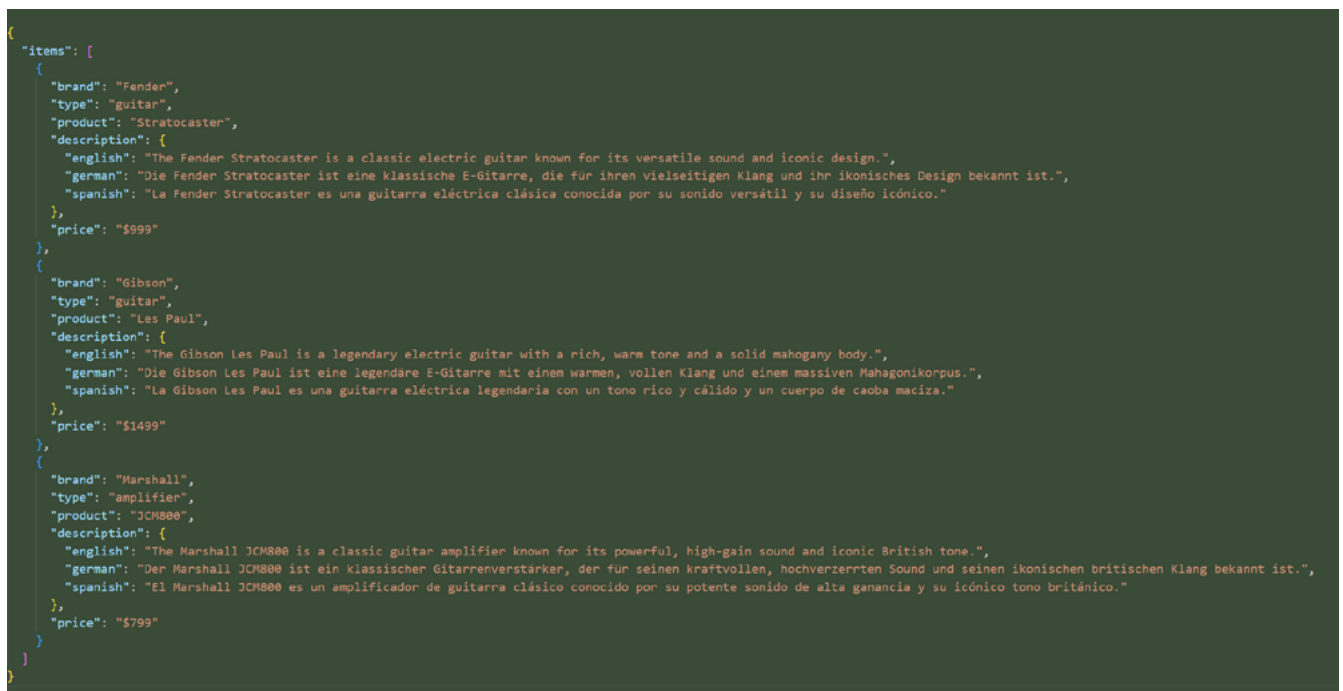 {
"items": [
{
"brand": "Fender",
"type": "guitar",
"product": "Stratocaster",
"description": {
"english": "The Fender Stratocaster is a classic electric guitar known for its versatile sound and iconic design.",
"german": "Die Fender Stratocaster ist eine klassische E-Gitarre, die für ihren vielseitigen Klang und ihr ikonisches Design bekannt ist.",
"spanish": "La Fender Stratocaster es una guitarra eléctrica clásica conocida por su sonido versátil y su diseño icónico."
},
"price": "$999"
},
{
"brand": "Gibson",
"type": "guitar",
"product": "Les Paul",
"description": {
"english": "The Gibson Les Paul is a legendary electric guitar with a rich, warm tone and a solid mahogany body.",
"german": "Die Gibson Les Paul ist eine legendäre E-Gitarre mit einem warmen, vollen Klang und einem massiven Mahagonikorpus.",
"spanish": "La Gibson Les Paul es una guitarra eléctrica legendaria con un tono rico y cálido y un cuerpo de caoba maciza."
},
"price": "$1499"
},
{
"brand": "Marshall",
"type": "amplifier",
"product": "JCM800",
"description": {
"english": "The Marshall JCM800 is a classic guitar amplifier known for its powerful, high-gain sound and iconic British tone.",
"german": "Der Marshall JCM800 ist ein klassischer Gitarrenverstärker, der für seinen kraftvollen, hochverzerrten Sound und seinen ikonischen britischen Klang bekannt ist.",
"spanish": "El Marshall JCM800 es un amplificador de guitarra clásico conocido por su potente sonido de alta ganancia y su icónico tono británico."
},
"price": "$799"
}
]
}